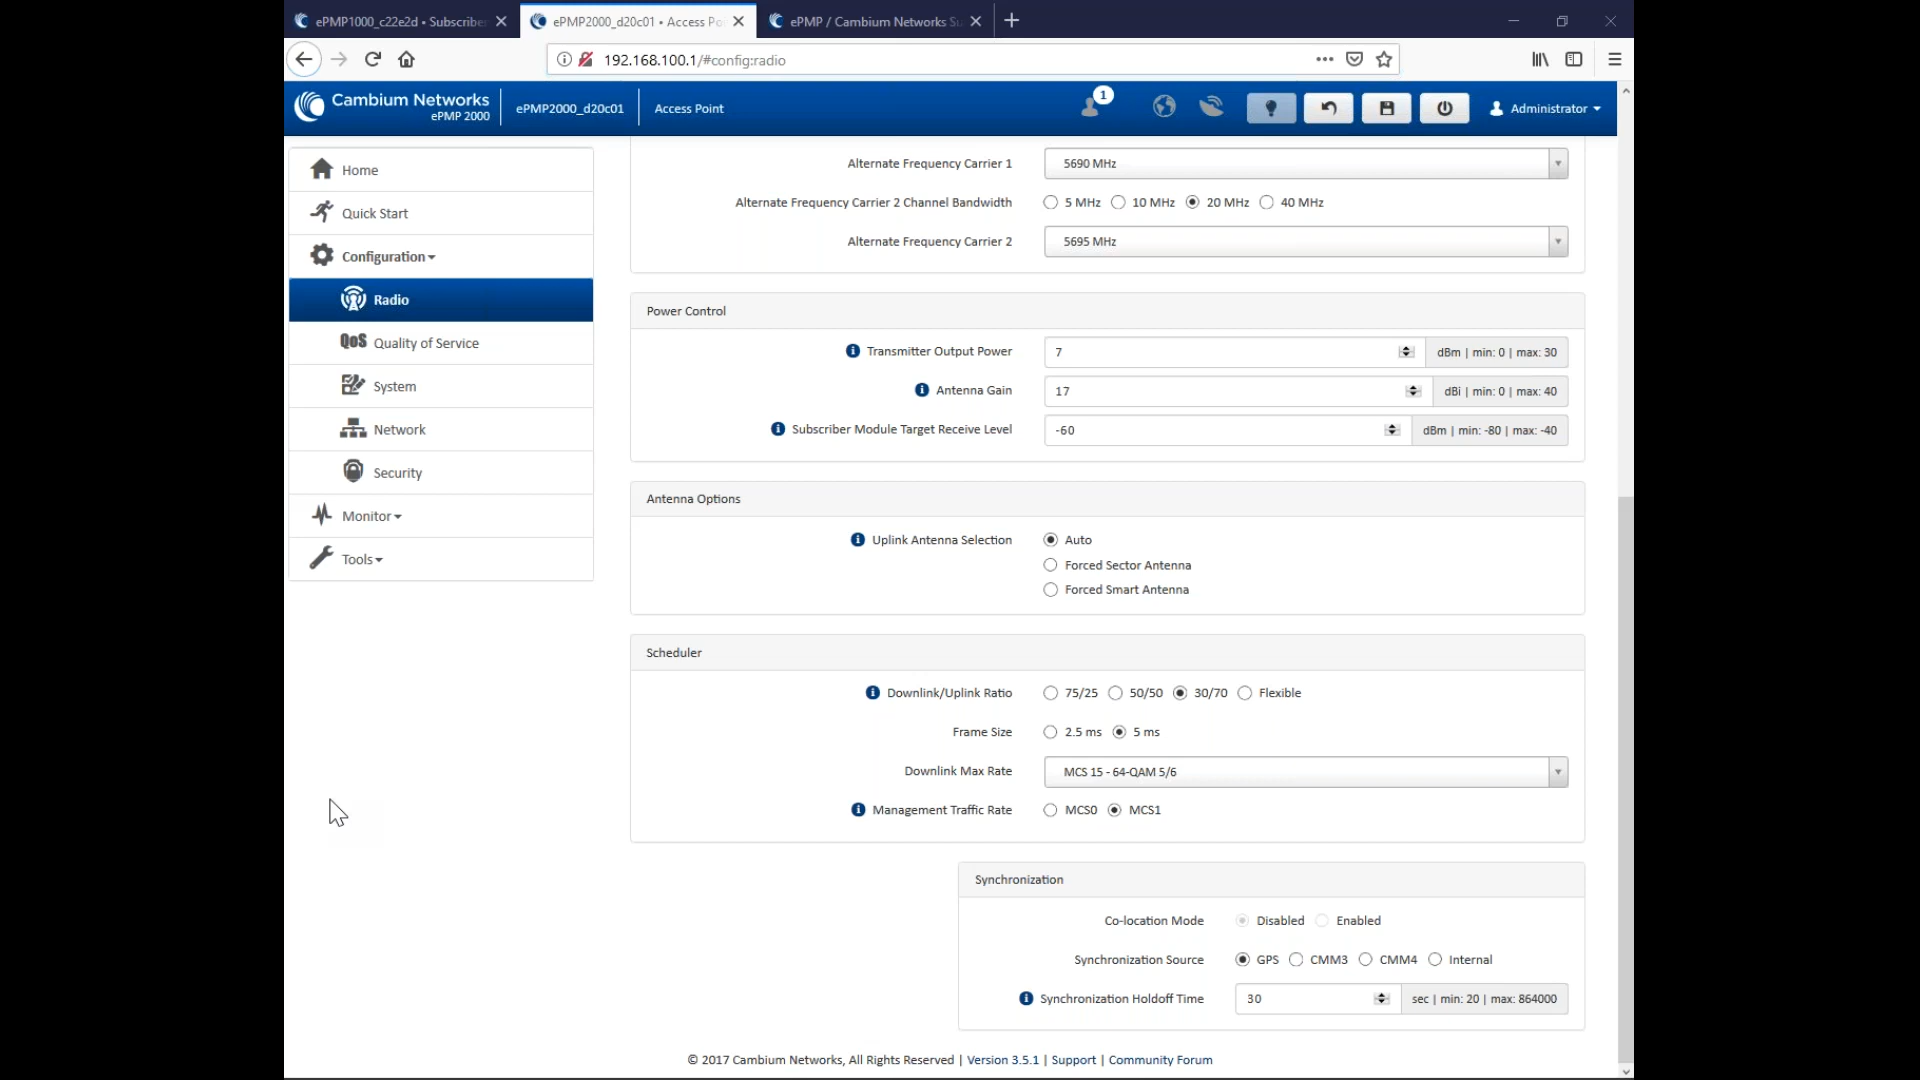 ePMP1000_c22e2d • Subscribe
ePMP2000_d20c01 • Access Po
ePMP / Cambium Networks Su
192.168.100.1/#config:radio
Cambium Networks
ePMP 2000
ePMP2000_d20c01
Access Point
1
Administrator
Home
Quick Start
Configuration
Radio
QoS Quality of Service
System
Network
Security
Monitor
Tools
Alternate Frequency Carrier 1 5690 MHz
Alternate Frequency Carrier 2 Channel Bandwidth 5 MHz 10 MHz 20 MHz 40 MHz
Alternate Frequency Carrier 2 5695 MHz
Power Control
Transmitter Output Power 7 dBm | min: 0 | max: 30
Antenna Gain 17 dBi | min: 0 | max: 40
Subscriber Module Target Receive Level -60 dBm | min: -80 | max: -40
Antenna Options
Uplink Antenna Selection Auto
Forced Sector Antenna
Forced Smart Antenna
Scheduler
Downlink/Uplink Ratio 75/25 50/50 30/70 Flexible
Frame Size 2.5 ms 5 ms
Downlink Max Rate MCS 15 - 64-QAM 5/6
Management Traffic Rate MCS0 MCS1
Synchronization
Co-location Mode Disabled Enabled
Synchronization Source GPS CMM3 CMM4 Internal
Synchronization Holdoff Time 30 sec | min: 20 | max: 864000
© 2017 Cambium Networks, All Rights Reserved | Version 3.5.1 | Support | Community Forum